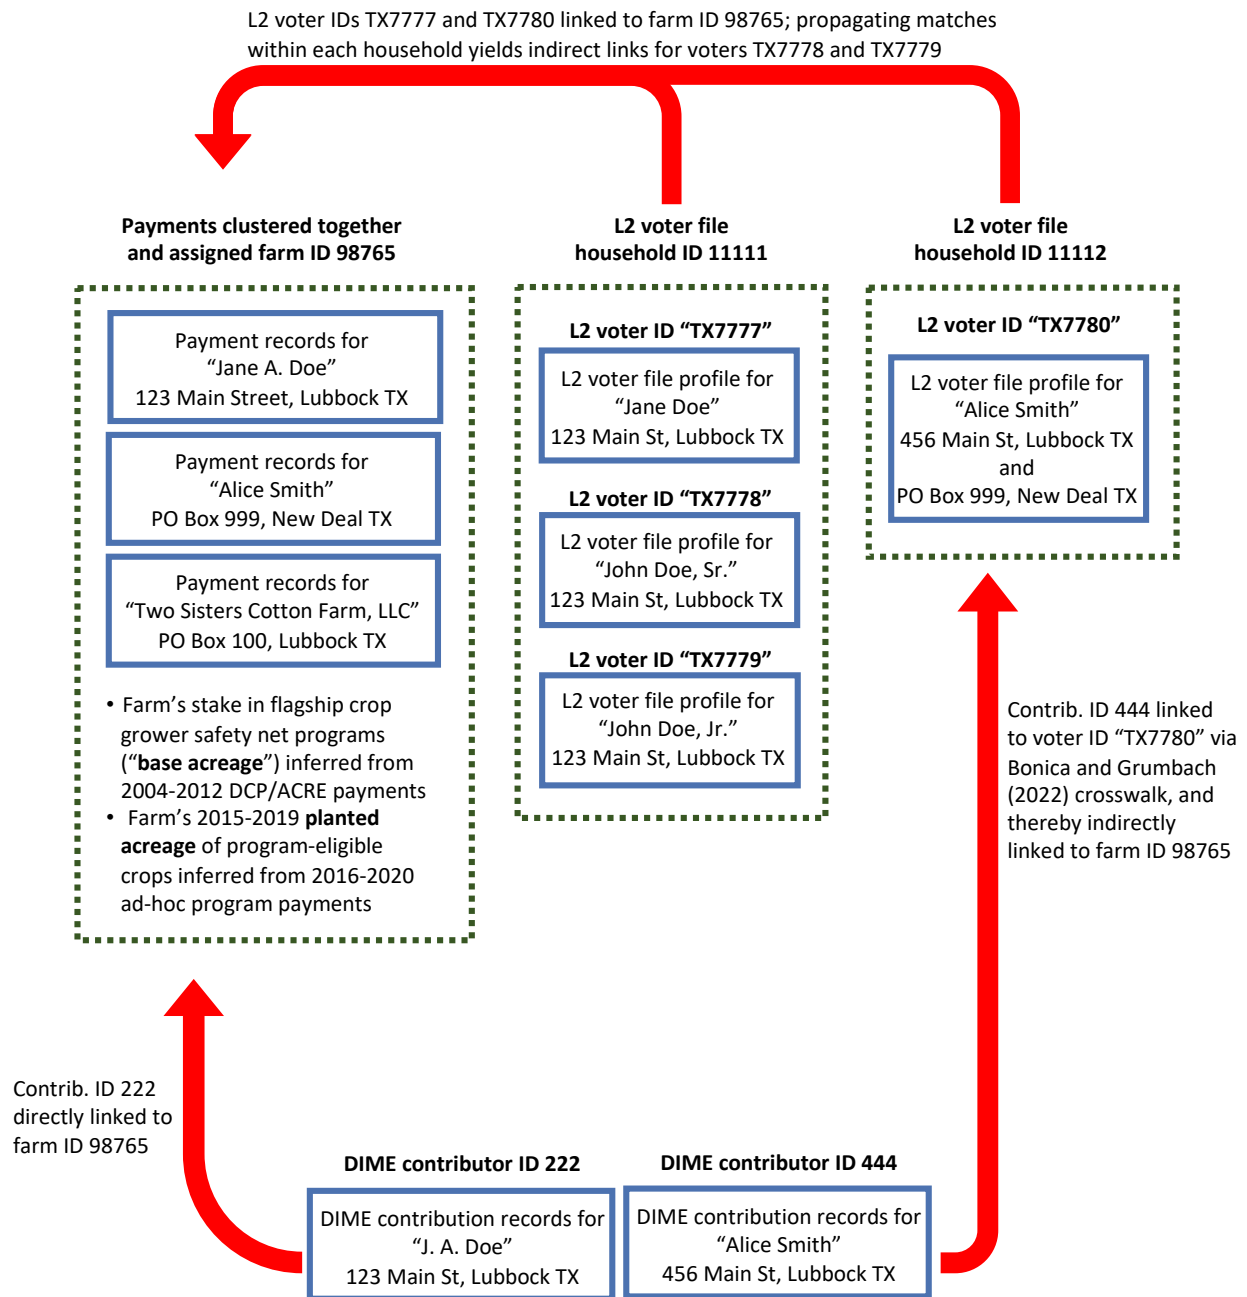 L2 voter IDs TX7777 and TX7780 linked to farm ID 98765; propagating matches
within each household yields indirect links for voters TX7778 and TX7779
Payments clustered together
and assigned farm ID 98765
Payment records for
“Jane A. Doe”
123 Main Street, Lubbock TX
Payment records for
“Alice Smith”
PO Box 999, New Deal TX
Payment records for
“Two Sisters Cotton Farm, LLC”
PO Box 100, Lubbock TX
• Farm’s stake in flagship crop
grower safety net programs
(“base acreage”) inferred from
2004-2012 DCP/ACRE payments
• Farm’s 2015-2019 planted
acreage of program-eligible
crops inferred from 2016-2020
ad-hoc program payments
L2 voter file
household ID 11111
L2 voter ID “TX7777”
L2 voter file profile for
“Jane Doe”
123 Main St, Lubbock TX
L2 voter ID “TX7778”
L2 voter file profile for
“John Doe, Sr.”
123 Main St, Lubbock TX
L2 voter ID “TX7779”
L2 voter file profile for
“John Doe, Jr.”
123 Main St, Lubbock TX
L2 voter file
household ID 11112
L2 voter ID “TX7780”
L2 voter file profile for
“Alice Smith”
456 Main St, Lubbock TX
and
PO Box 999, New Deal TX
Contrib. ID 444 linked
to voter ID “TX7780” via
Bonica and Grumbach
(2022) crosswalk, and
thereby indirectly
linked to farm ID 98765
Contrib. ID 222
directly linked to
farm ID 98765
DIME contributor ID 222
DIME contribution records for
“J. A. Doe”
123 Main St, Lubbock TX
DIME contributor ID 444
DIME contribution records for
“Alice Smith”
456 Main St, Lubbock TX